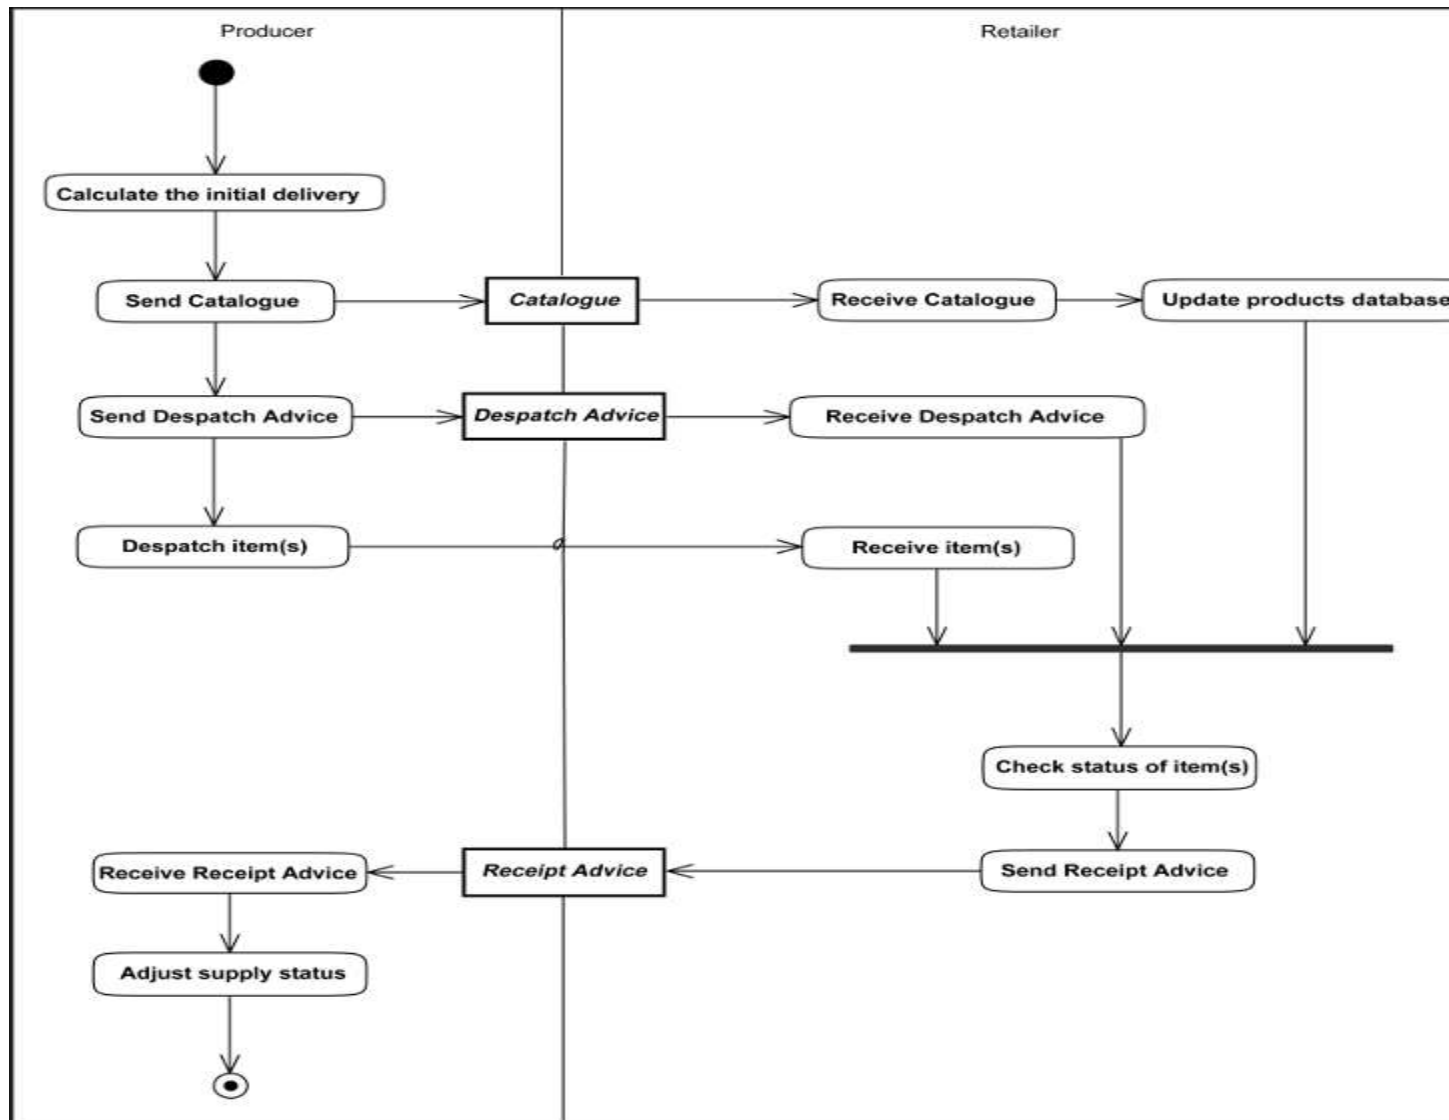 Producer
Retailer
Calculate the initial delivery
Send Catalogue
Catalogue
Receive Catalogue
Update products database
Send Despatch Advice
Despatch Advice
Receive Despatch Advice
Despatch item(s)
Receive item(s)
Check status of item(s)
Receive Receipt Advice
Receipt Advice
Send Receipt Advice
Adjust supply status